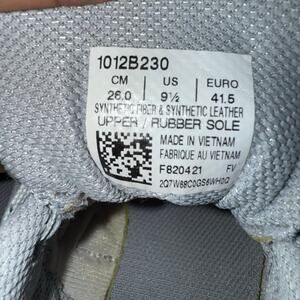 1012B230
CM US EURO
26.0 9½ 41.5
SYNTHETIC FIBER & SYNTHETIC LEATHER
UPPER / RUBBER SOLE
MADE IN VIETNAM
FABRIQUE AU VIETNAM
F820421 FV
2Q7W68C0GS8WH0Q